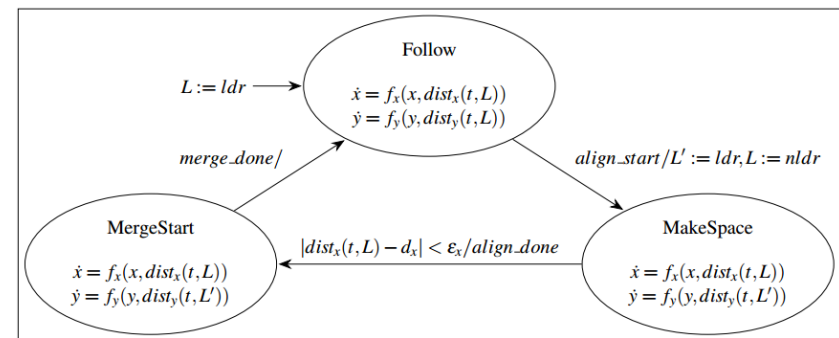 Follow
L := ldr
ẋ = f_x(x, dist_x(t, L))
ẏ = f_y(y, dist_y(t, L))
merge_done/
align_start/L′ := ldr, L := nldr
MergeStart
ẋ = f_x(x, dist_x(t, L))
ẏ = f_y(y, dist_y(t, L′))
|dist_x(t, L) − d_x| < ε_x/align_done
MakeSpace
ẋ = f_x(x, dist_x(t, L))
ẏ = f_y(y, dist_y(t, L′))